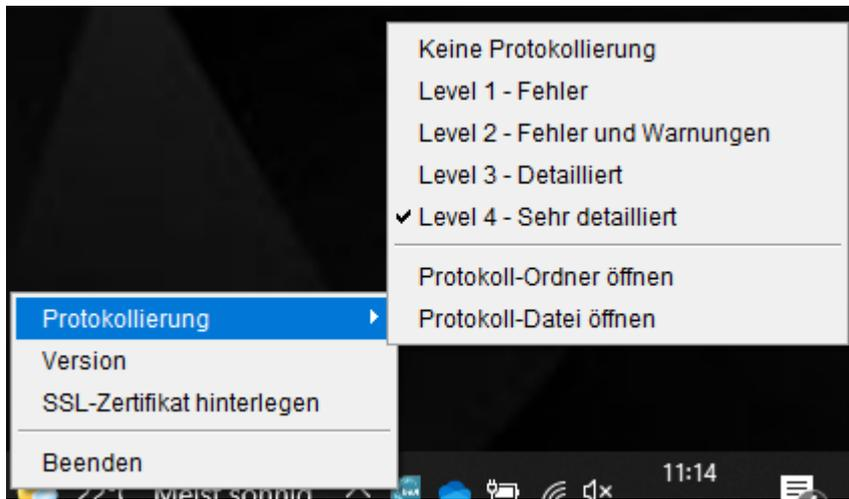 Keine Protokollierung
Level 1 - Fehler
Level 2 - Fehler und Warnungen
Level 3 - Detailliert
Level 4 - Sehr detailliert
Protokoll-Ordner öffnen
Protokoll-Datei öffnen
Protokollierung
Version
SSL-Zertifikat hinterlegen
Beenden
22°C Meist sonnig
11:14